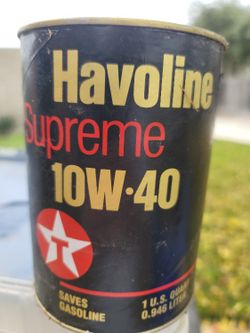 Havoline
Supreme
10W·40
T
SAVES
GASOLINE
1 U.S. QUART
0.946 LITER